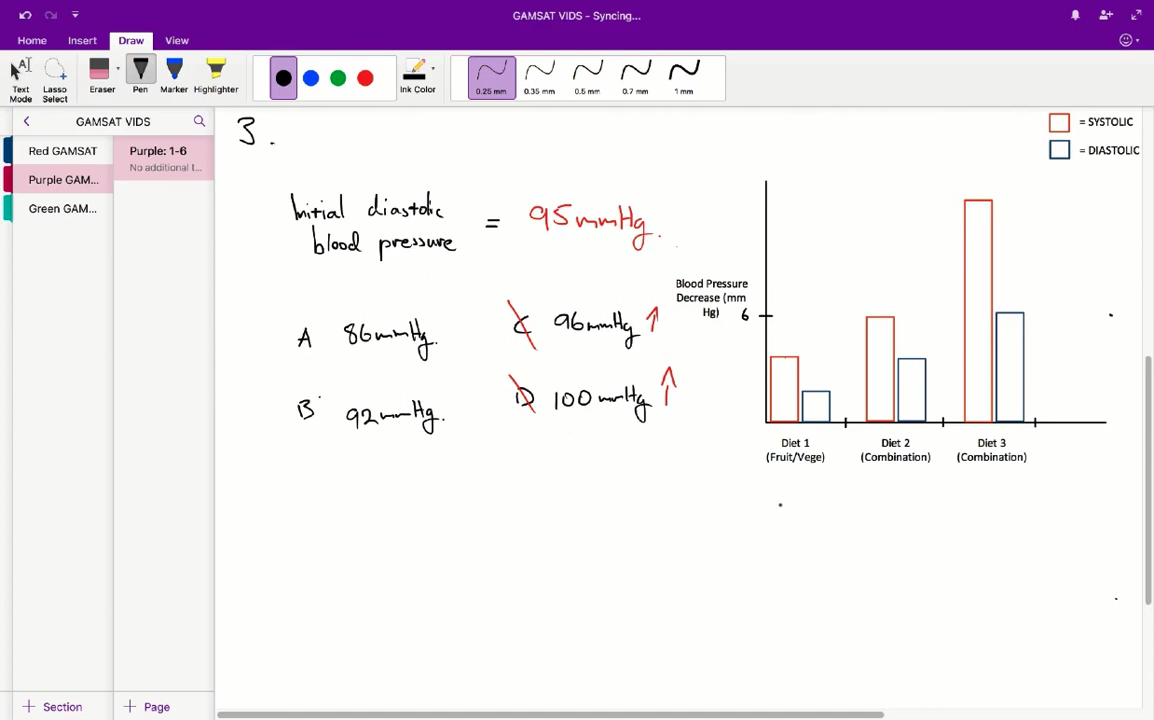 GAMSAT VIDS - Syncing...
Home Insert Draw View
Text Mode
Lasso Select
Eraser
Pen
Marker
Highlighter
Ink Color
0.25 mm 0.35 mm 0.5 mm 0.7 mm 1 mm
GAMSAT VIDS
Red GAMSAT
Purple GAM...
Green GAM...
Purple: 1-6
No additional t...
3.
= SYSTOLIC
= DIASTOLIC
Initial diastolic
blood pressure
= 95mmHg.
A 86mmHg.
C 96mmHg ↑
B 92mmHg.
D 100mmHg ↑
Blood Pressure
Decrease (mm
Hg)
6
Diet 1
(Fruit/Vege)
Diet 2
(Combination)
Diet 3
(Combination)
+ Section
+ Page